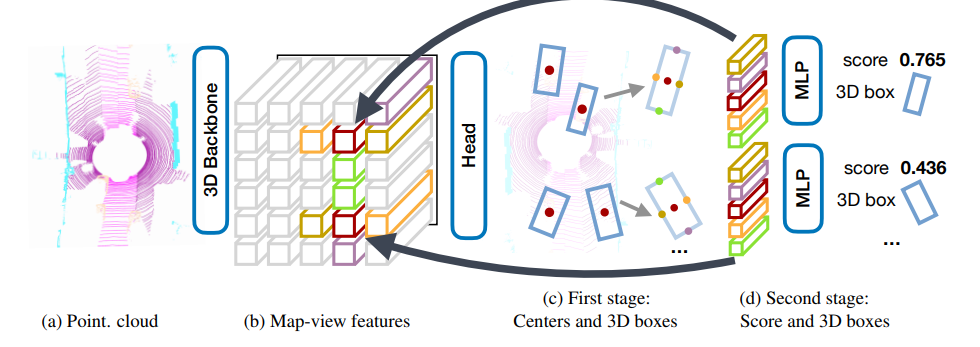 3D Backbone
Head
MLP
score 0.765
3D box
MLP
score 0.436
3D box
...
...
(a) Point. cloud
(b) Map-view features
(c) First stage:
Centers and 3D boxes
(d) Second stage:
Score and 3D boxes